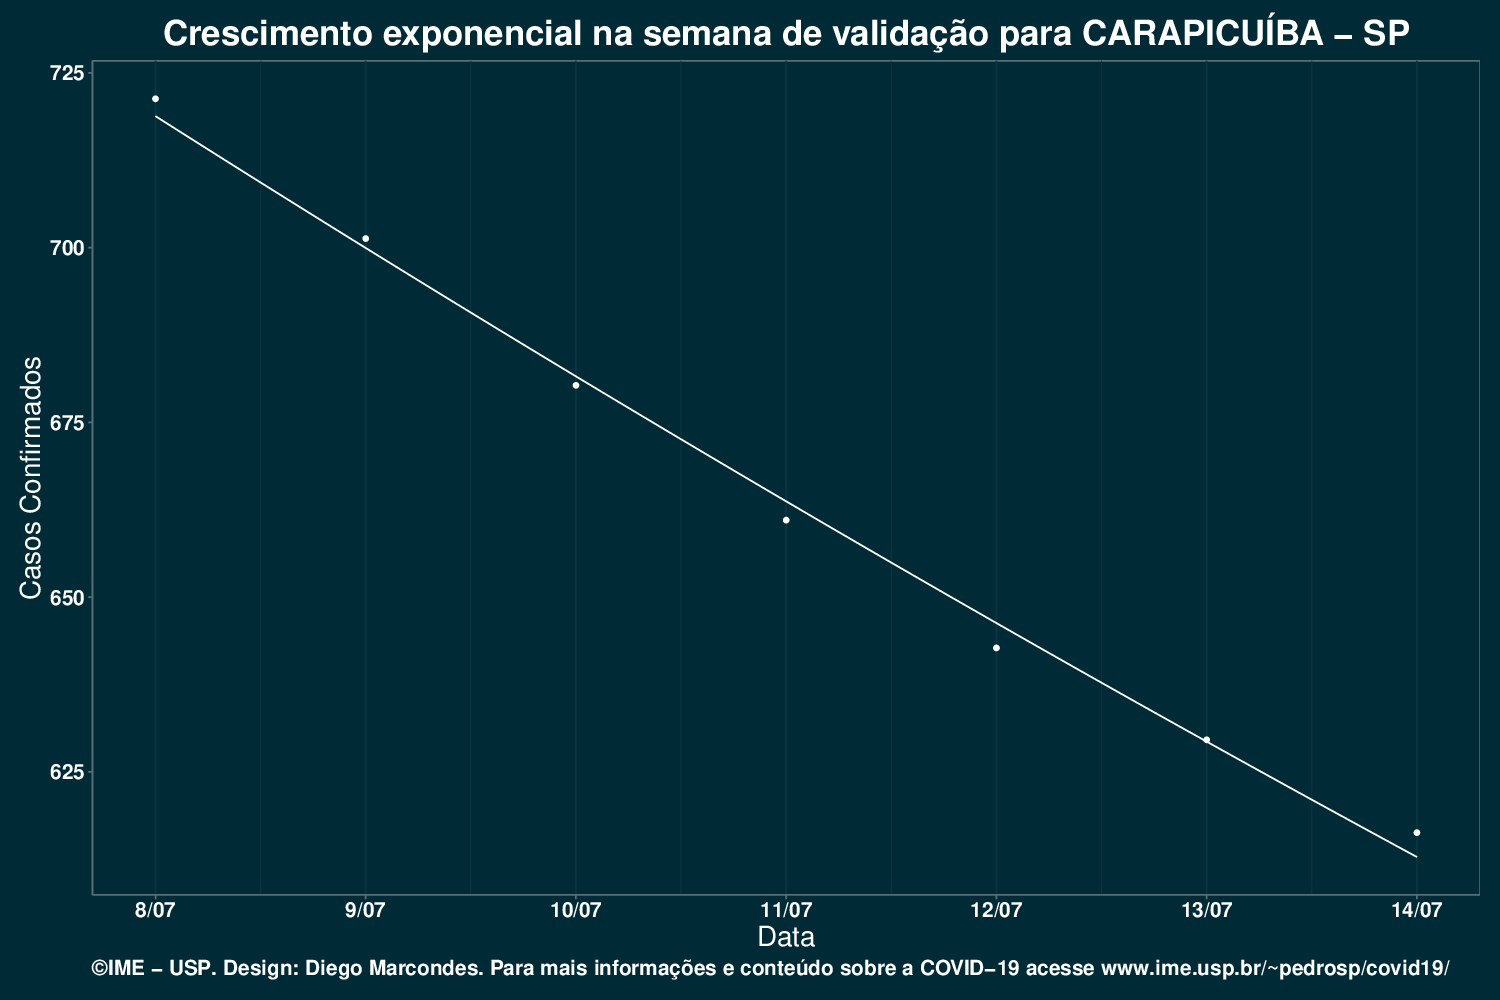 Crescimento exponencial na semana de validação para CARAPICUÍBA – SP
725
700
675
650
625
Casos Confirmados
8/07 9/07 10/07 11/07 12/07 13/07 14/07
Data
©IME – USP. Design: Diego Marcondes. Para mais informações e conteúdo sobre a COVID–19 acesse www.ime.usp.br/~pedrosp/covid19/